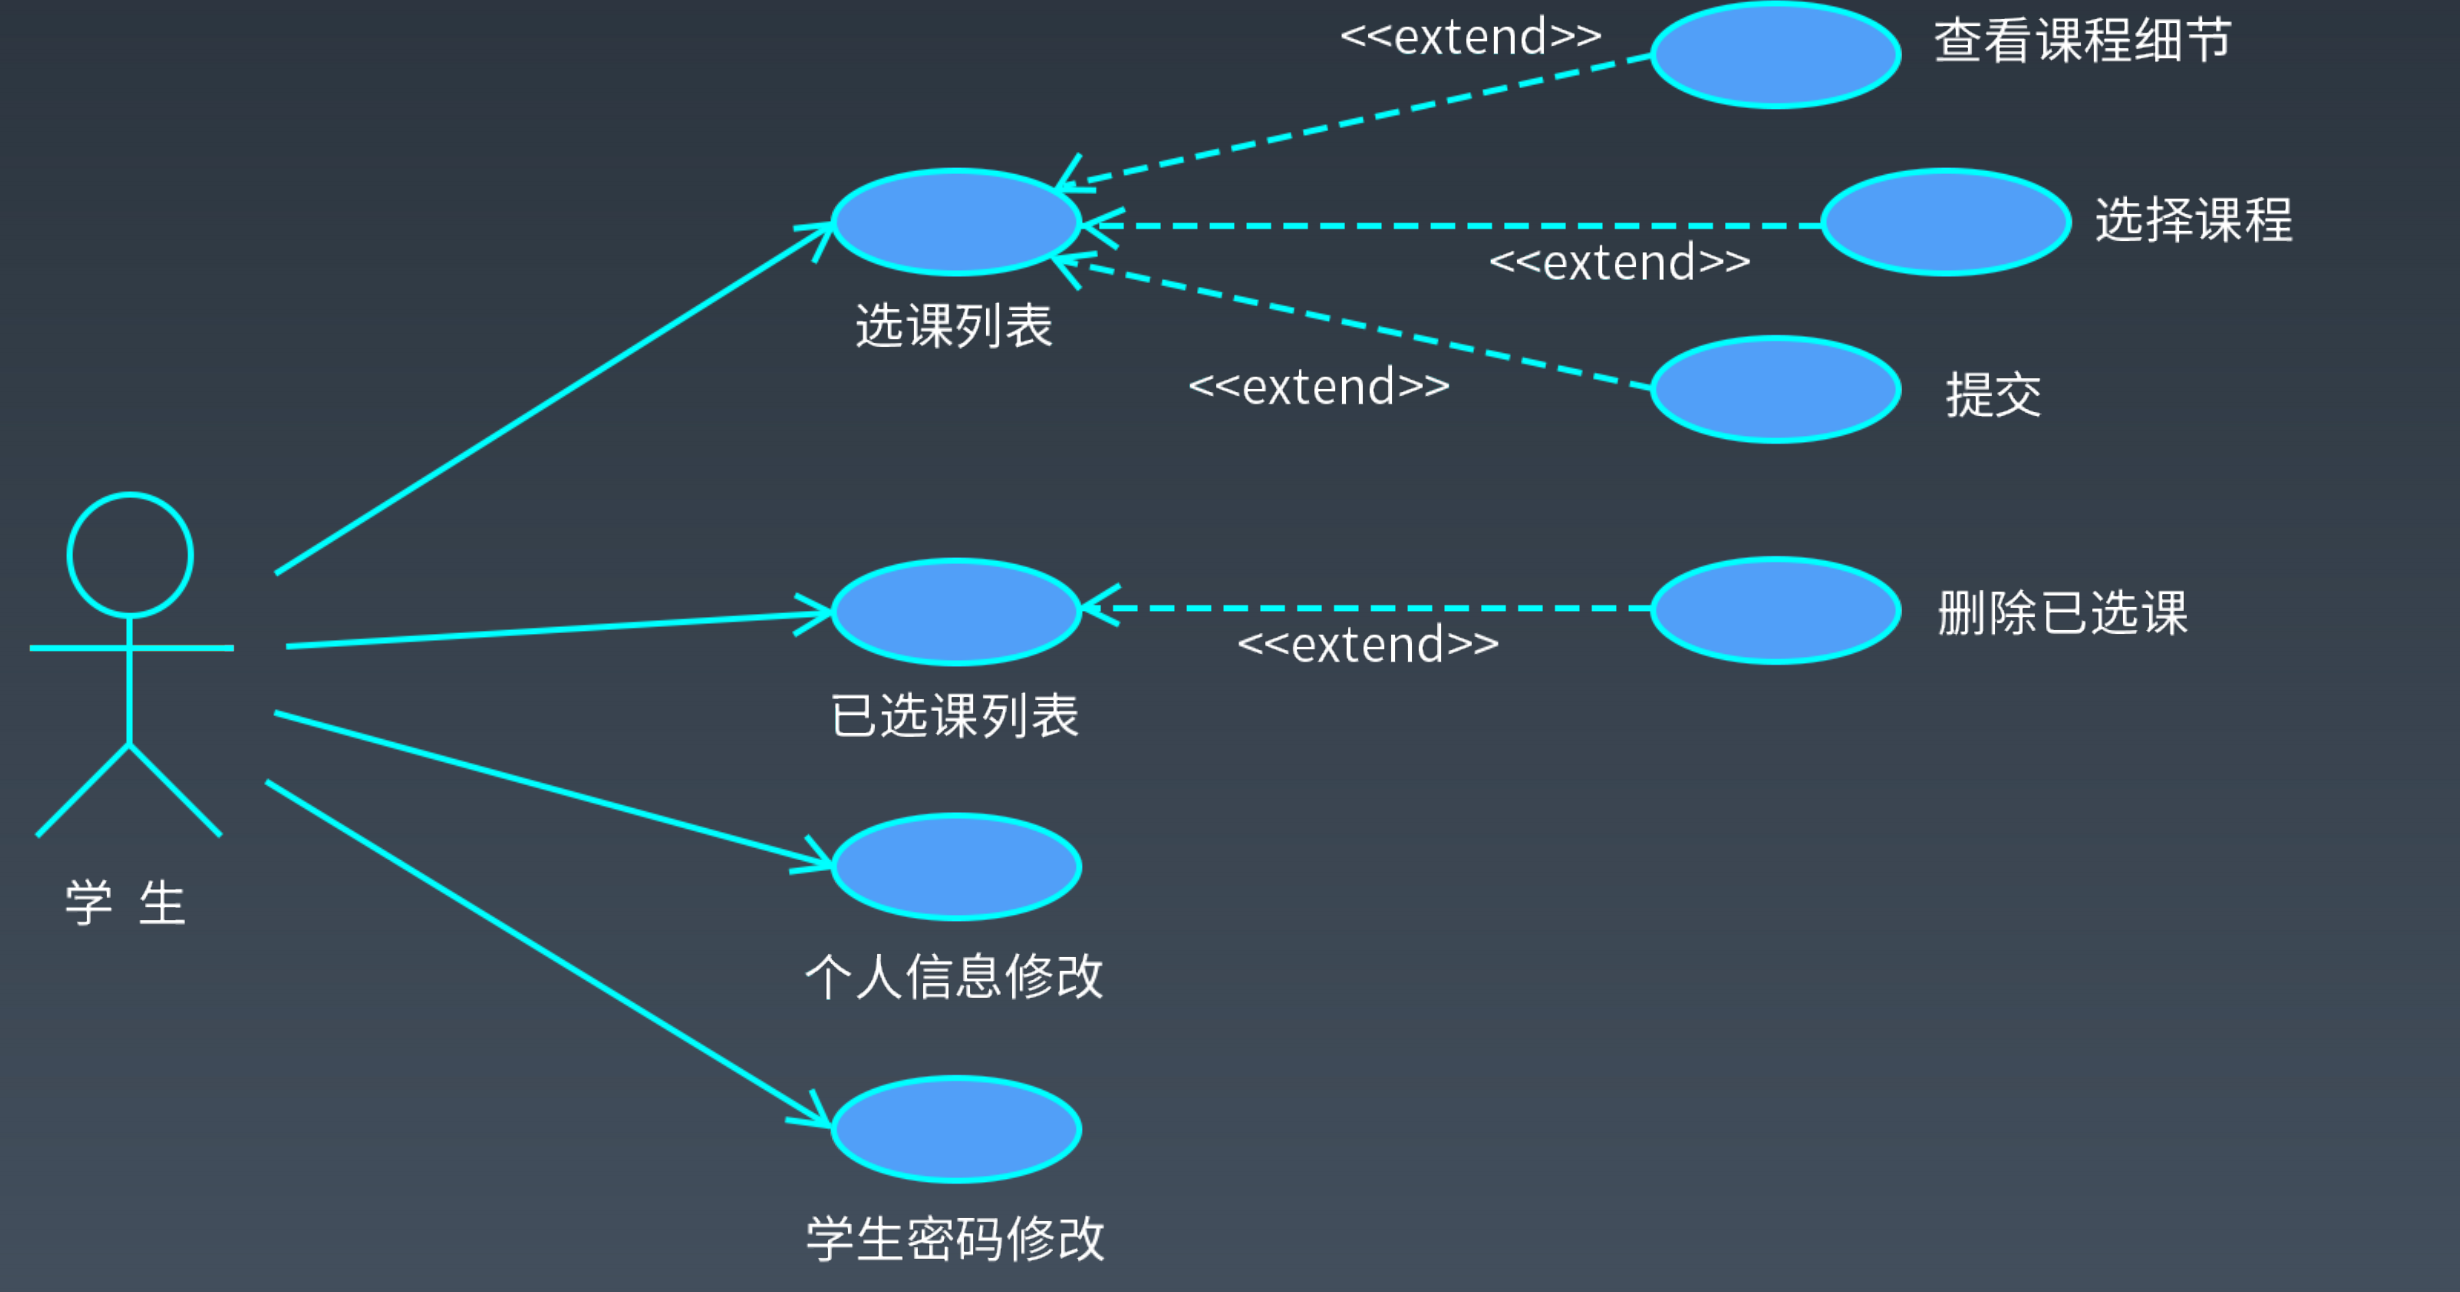 <<extend>>
查看课程细节
选择课程
<<extend>>
选课列表
<<extend>>
提交
删除已选课
<<extend>>
已选课列表
学 生
个人信息修改
学生密码修改